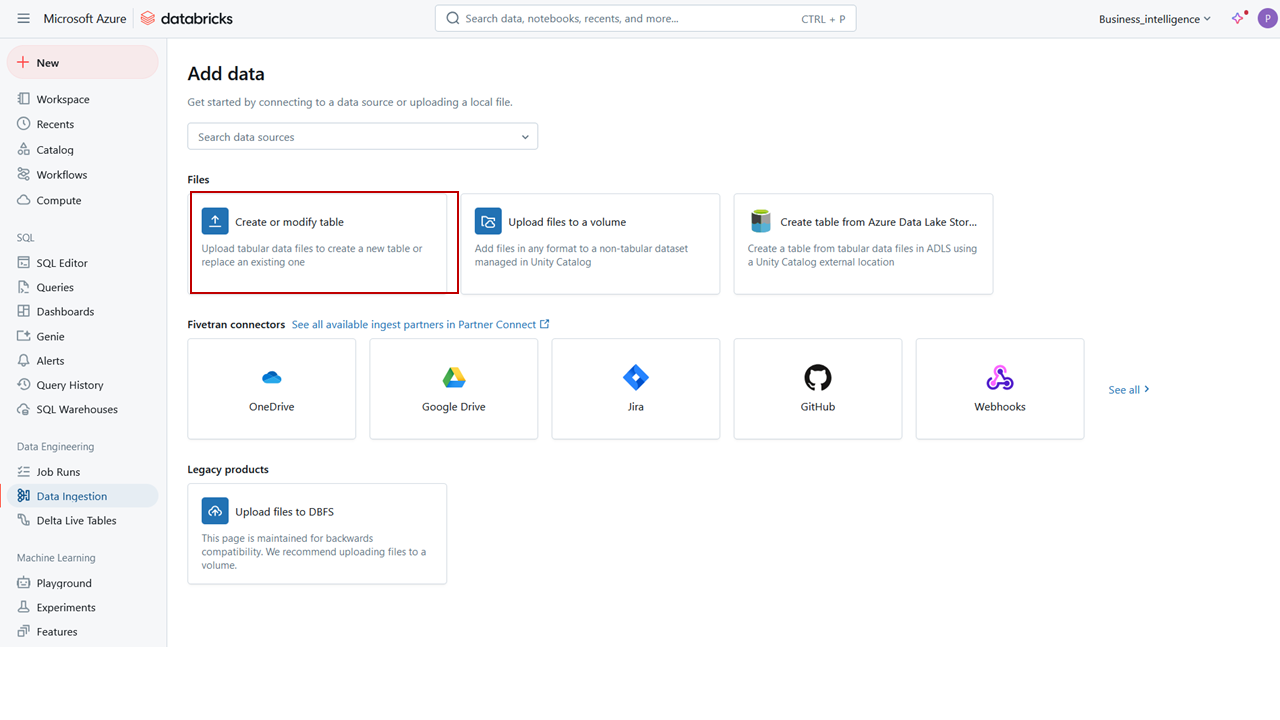 Microsoft Azure
databricks
Search data, notebooks, recents, and more...
CTRL + P
Business_intelligence
P
New
Workspace
Recents
Catalog
Workflows
Compute
SQL
SQL Editor
Queries
Dashboards
Genie
Alerts
Query History
SQL Warehouses
Data Engineering
Job Runs
Data Ingestion
Delta Live Tables
Machine Learning
Playground
Experiments
Features
Add data
Get started by connecting to a data source or uploading a local file.
Search data sources
Files
Create or modify table
Upload tabular data files to create a new table or
replace an existing one
Upload files to a volume
Add files in any format to a non-tabular dataset
managed in Unity Catalog
Create table from Azure Data Lake Stor...
Create a table from tabular data files in ADLS using
a Unity Catalog external location
Fivetran connectors See all available ingest partners in Partner Connect
OneDrive
Google Drive
Jira
GitHub
Webhooks
See all
Legacy products
Upload files to DBFS
This page is maintained for backwards
compatibility. We recommend uploading files to a
volume.